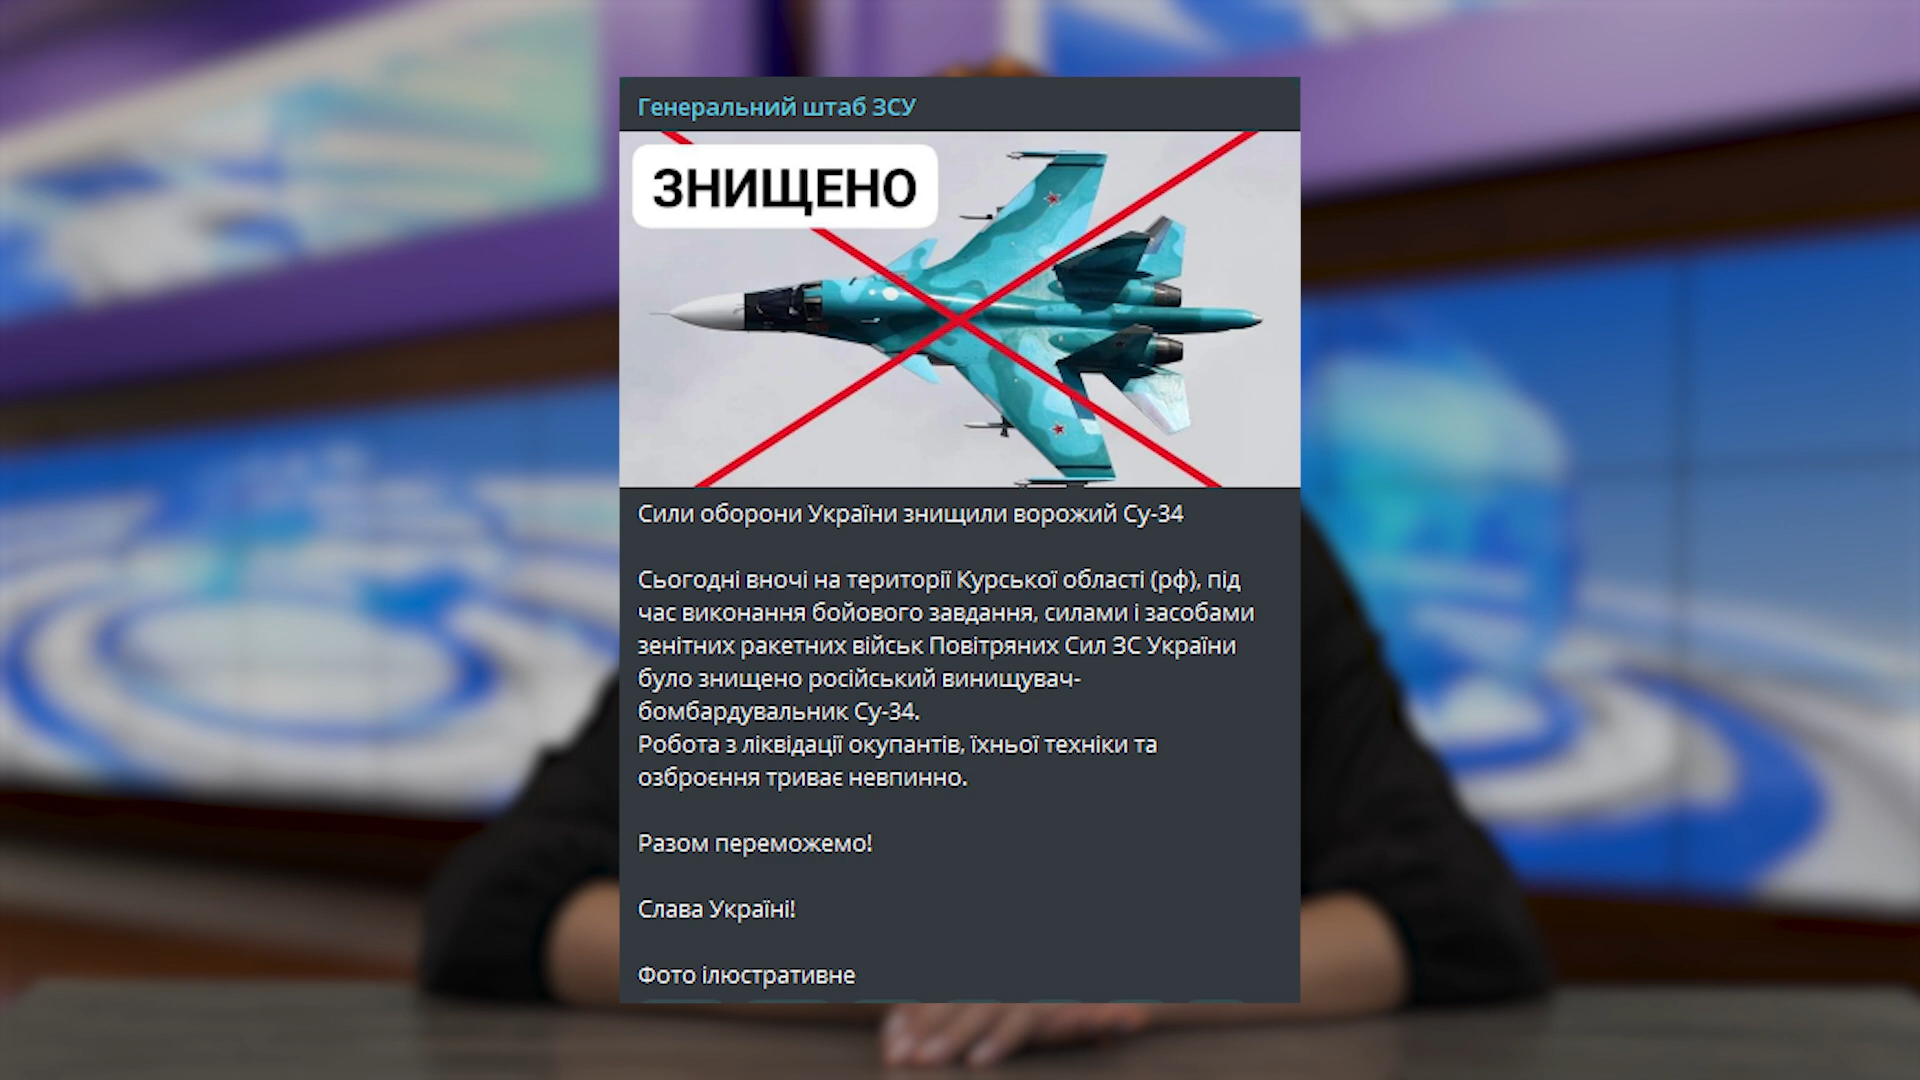 Генеральний штаб ЗСУ
ЗНИЩЕНО
Сили оборони України знищили ворожий Су-34
Сьогодні вночі на території Курської області (рф), під
час виконання бойового завдання, силами і засобами
зенітних ракетних військ Повітряних Сил ЗС України
було знищено російський винищувач-
бомбардувальник Су-34.
Робота з ліквідації окупантів, їхньої техніки та
озброєння триває невпинно.
Разом переможемо!
Слава Україні!
Фото ілюстративне